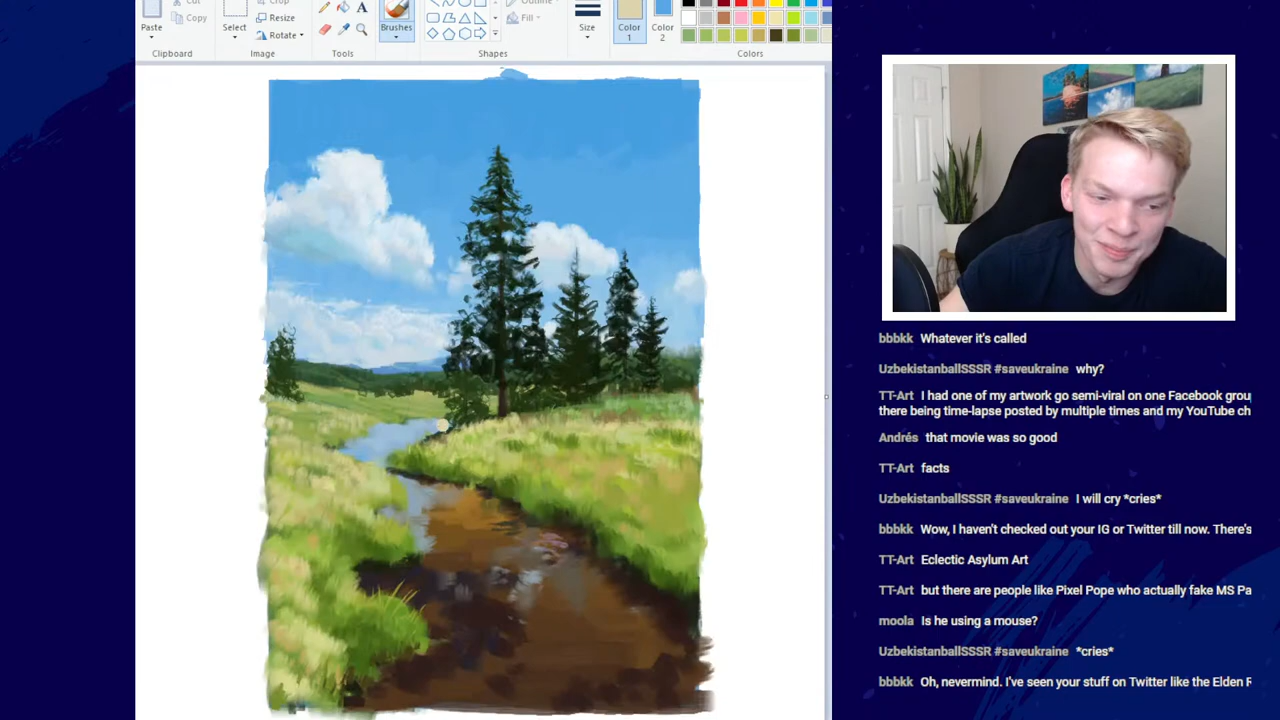 Cut
Crop
Outline
Paste
Copy
Select
Resize
Rotate
A
Brushes
Fill
Size
Color 1
Color 2
Clipboard
Image
Tools
Shapes
Colors
bbbkk Whatever it's called
UzbekistanballSSSR #saveukraine why?
TT-Art I had one of my artwork go semi-viral on one Facebook grou
there being time-lapse posted by multiple times and my YouTube ch
Andrés that movie was so good
TT-Art facts
UzbekistanballSSSR #saveukraine I will cry *cries*
bbbkk Wow, I haven't checked out your IG or Twitter till now. There's
TT-Art Eclectic Asylum Art
TT-Art but there are people like Pixel Pope who actually fake MS Pa
moola Is he using a mouse?
UzbekistanballSSSR #saveukraine *cries*
bbbkk Oh, nevermind. I've seen your stuff on Twitter like the Elden R